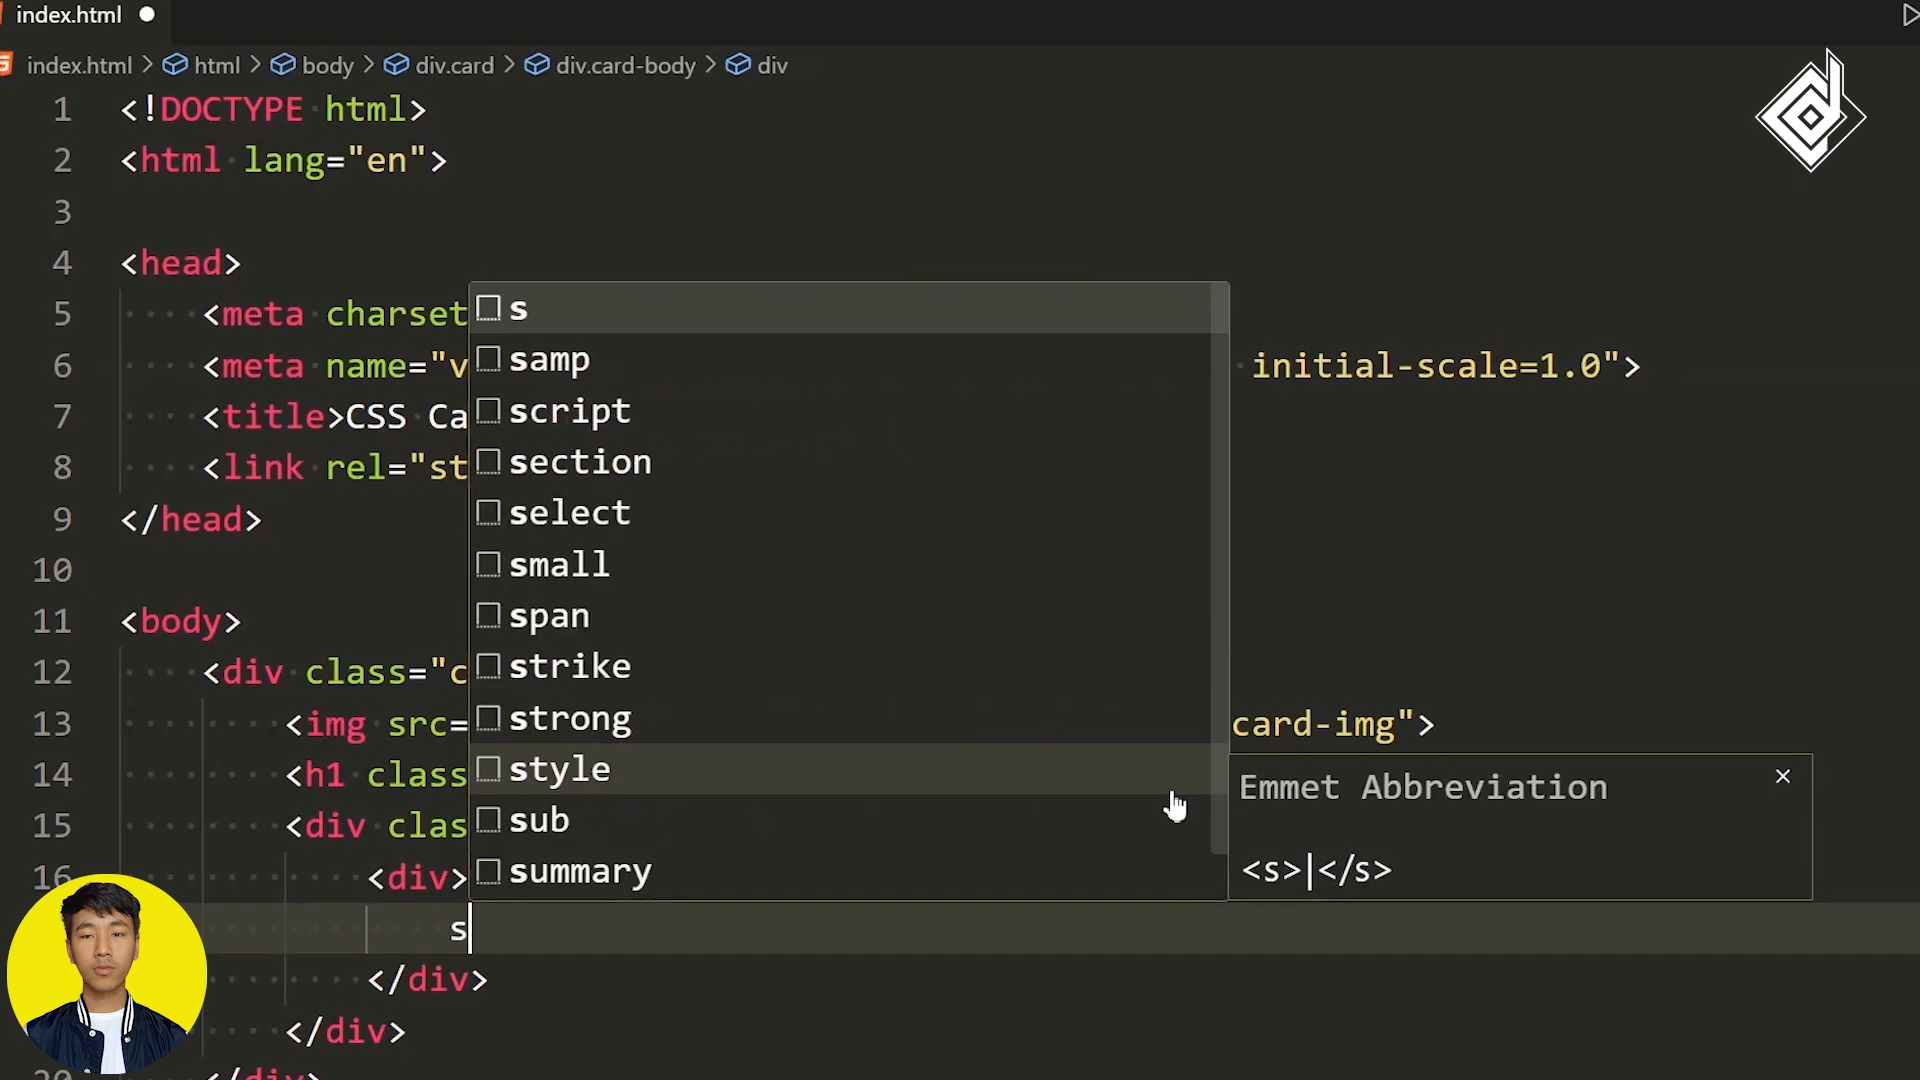 index.html
index.html > html > body > div.card > div.card-body > div
1 <!DOCTYPE html>
2 <html lang="en">
3
4 <head>
5 <meta charset
6 <meta name="v initial-scale=1.0">
7 <title>CSS Ca
8 <link rel="st
9 </head>
10
11 <body>
12 <div class="c
13 <img src= card-img">
14 <h1 class
15 <div clas
16 <div>
s
</div>
</div>
20 </div>
s
samp
script
section
select
small
span
strike
strong
style
sub
summary
Emmet Abbreviation
<s>|</s>